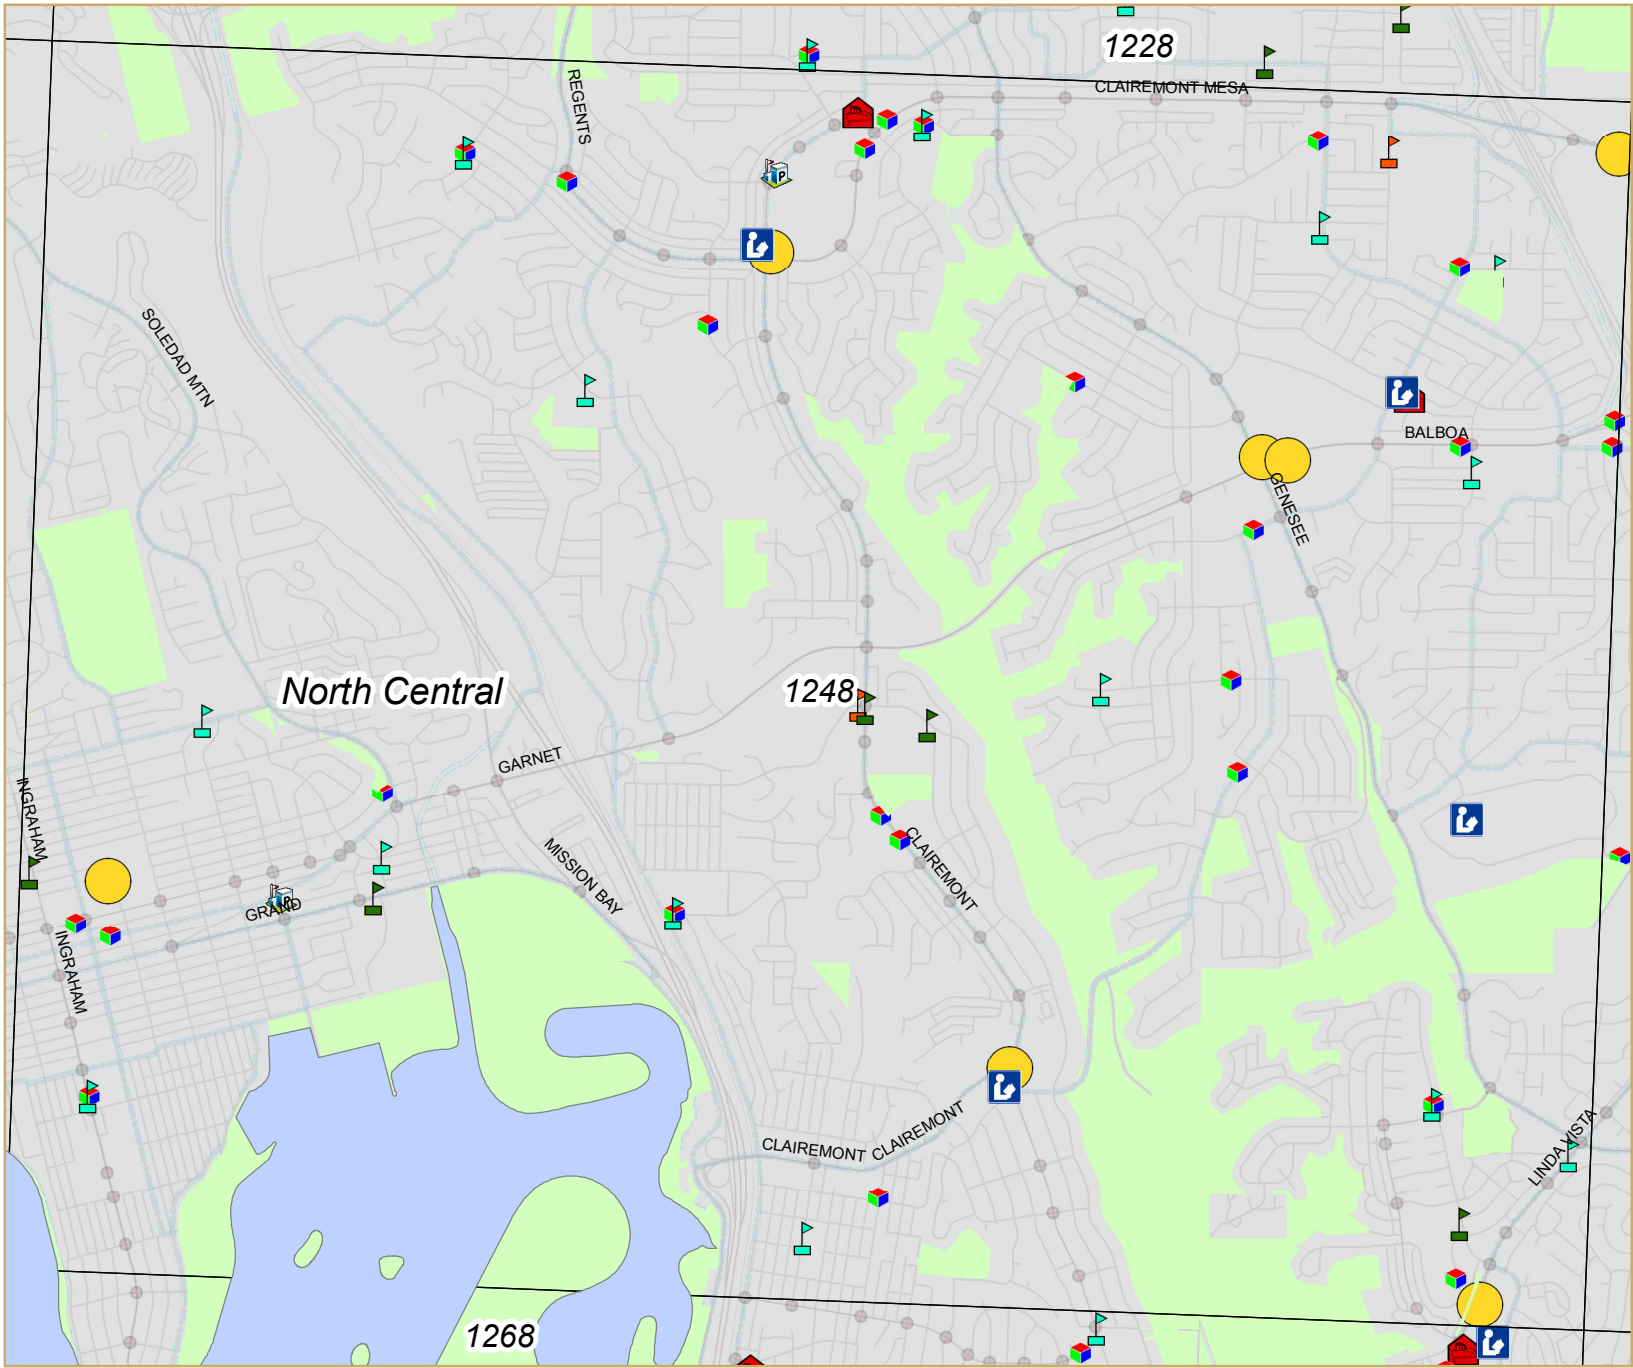 1228
CLAIREMONT MESA
REGENTS
SOLEDAD MTN
BALBOA
GENESEE
North Central
1248
GARNET
INGRAHAM
MISSION BAY
CLAIREMONT
GRAND
INGRAHAM
CLAIREMONT
CLAIREMONT
LINDA VISTA
1268
P
P